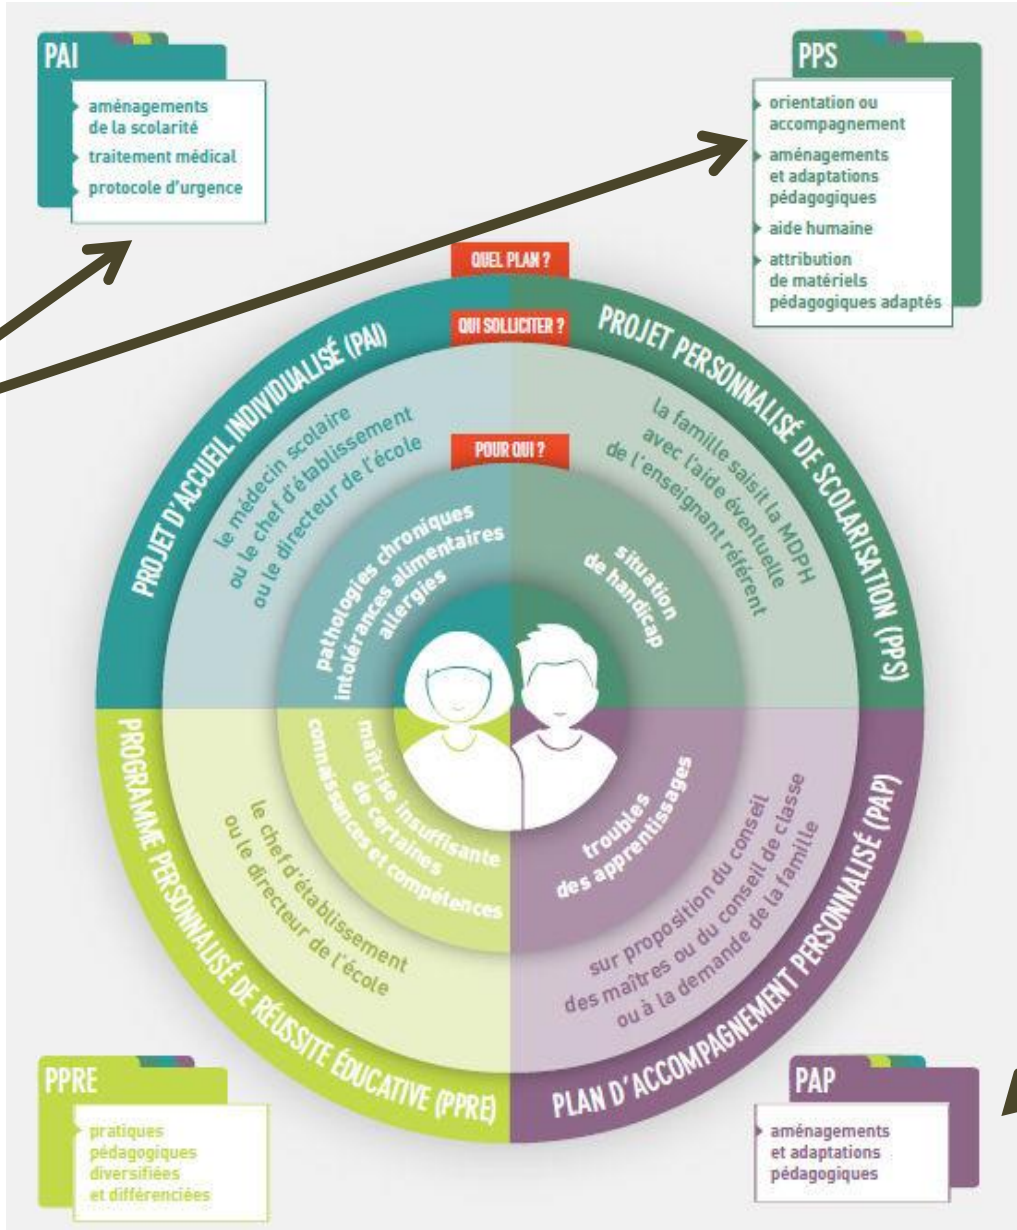 PAI
aménagements
de la scolarité
traitement médical
protocole d'urgence
PPS
orientation ou
accompagnement
aménagements
et adaptations
pédagogiques
aide humaine
attribution
de matériels
pédagogiques adaptés
QUEL PLAN ?
PROJET D'ACCUEIL INDIVIDUALISÉ (PAI)
PROJET PERSONNALISÉ DE SCOLARISATION (PPS)
QUI SOLLICITER ?
le médecin scolaire
ou le chef d'établissement
ou le directeur de l'école
la famille saisit la MDPH
avec l'aide éventuelle
de l'enseignant référent
POUR QUI ?
pathologies chroniques
intolérances alimentaires
allergies
situation
de handicap
maîtrise insuffisante
de certaines
connaissances et compétences
troubles
des apprentissages
le chef d'établissement
ou le directeur de l'école
sur proposition du conseil
des maîtres ou du conseil de classe
ou à la demande de la famille
PROGRAMME PERSONNALISÉ DE RÉUSSITE ÉDUCATIVE (PPRE)
PLAN D'ACCOMPAGNEMENT PERSONNALISÉ (PAP)
PPRE
pratiques
pédagogiques
diversifiées
et différenciées
PAP
aménagements
et adaptations
pédagogiques